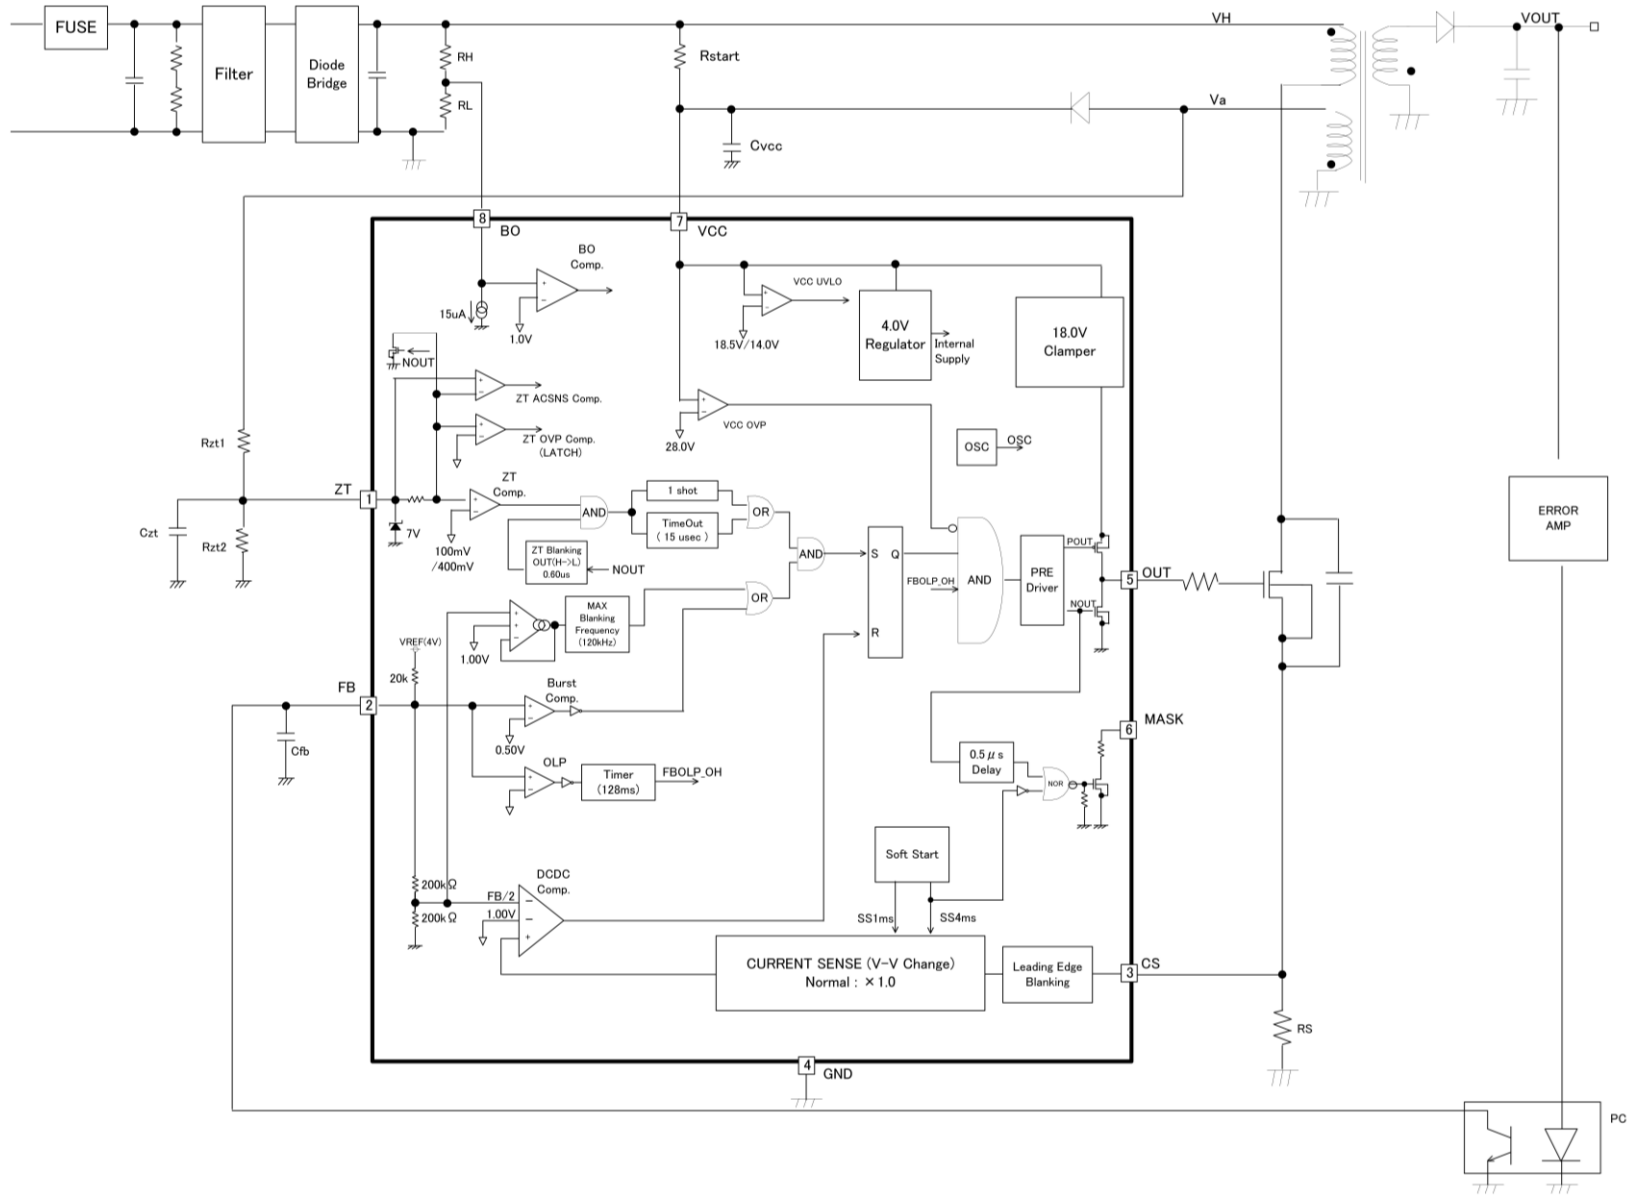 FUSE
Filter
Diode
Bridge
RH
RL
Rstart
VH
VOUT
Va
Cvcc
8
BO
7
VCC
BO
Comp.
15uA
1.0V
VCC UVLO
18.5V/14.0V
4.0V
Regulator
Internal
Supply
18.0V
Clamper
NOUT
ZT ACSNS Comp.
ZT OVP Comp.
(LATCH)
VCC OVP
28.0V
OSC
OSC
Rzt1
ZT
1
Czt
Rzt2
7V
ZT
Comp.
100mV
/400mV
AND
1 shot
TimeOut
( 15 usec )
OR
ZT Blanking
OUT(H->L)
0.60us
NOUT
AND
S
Q
R
FBOLP_OH
AND
PRE
Driver
POUT
NOUT
5
OUT
ERROR
AMP
OR
MAX
Blanking
Frequency
(120kHz)
1.00V
VREF(4V)
20k
FB
2
Cfb
Burst
Comp.
0.50V
OLP
Timer
(128ms)
FBOLP_OH
MASK
6
0.5μs
Delay
NOR
Soft Start
SS1ms
SS4ms
200kΩ
200kΩ
DCDC
Comp.
FB/2
1.00V
CURRENT SENSE (V-V Change)
Normal : ×1.0
Leading Edge
Blanking
3
CS
RS
4
GND
PC